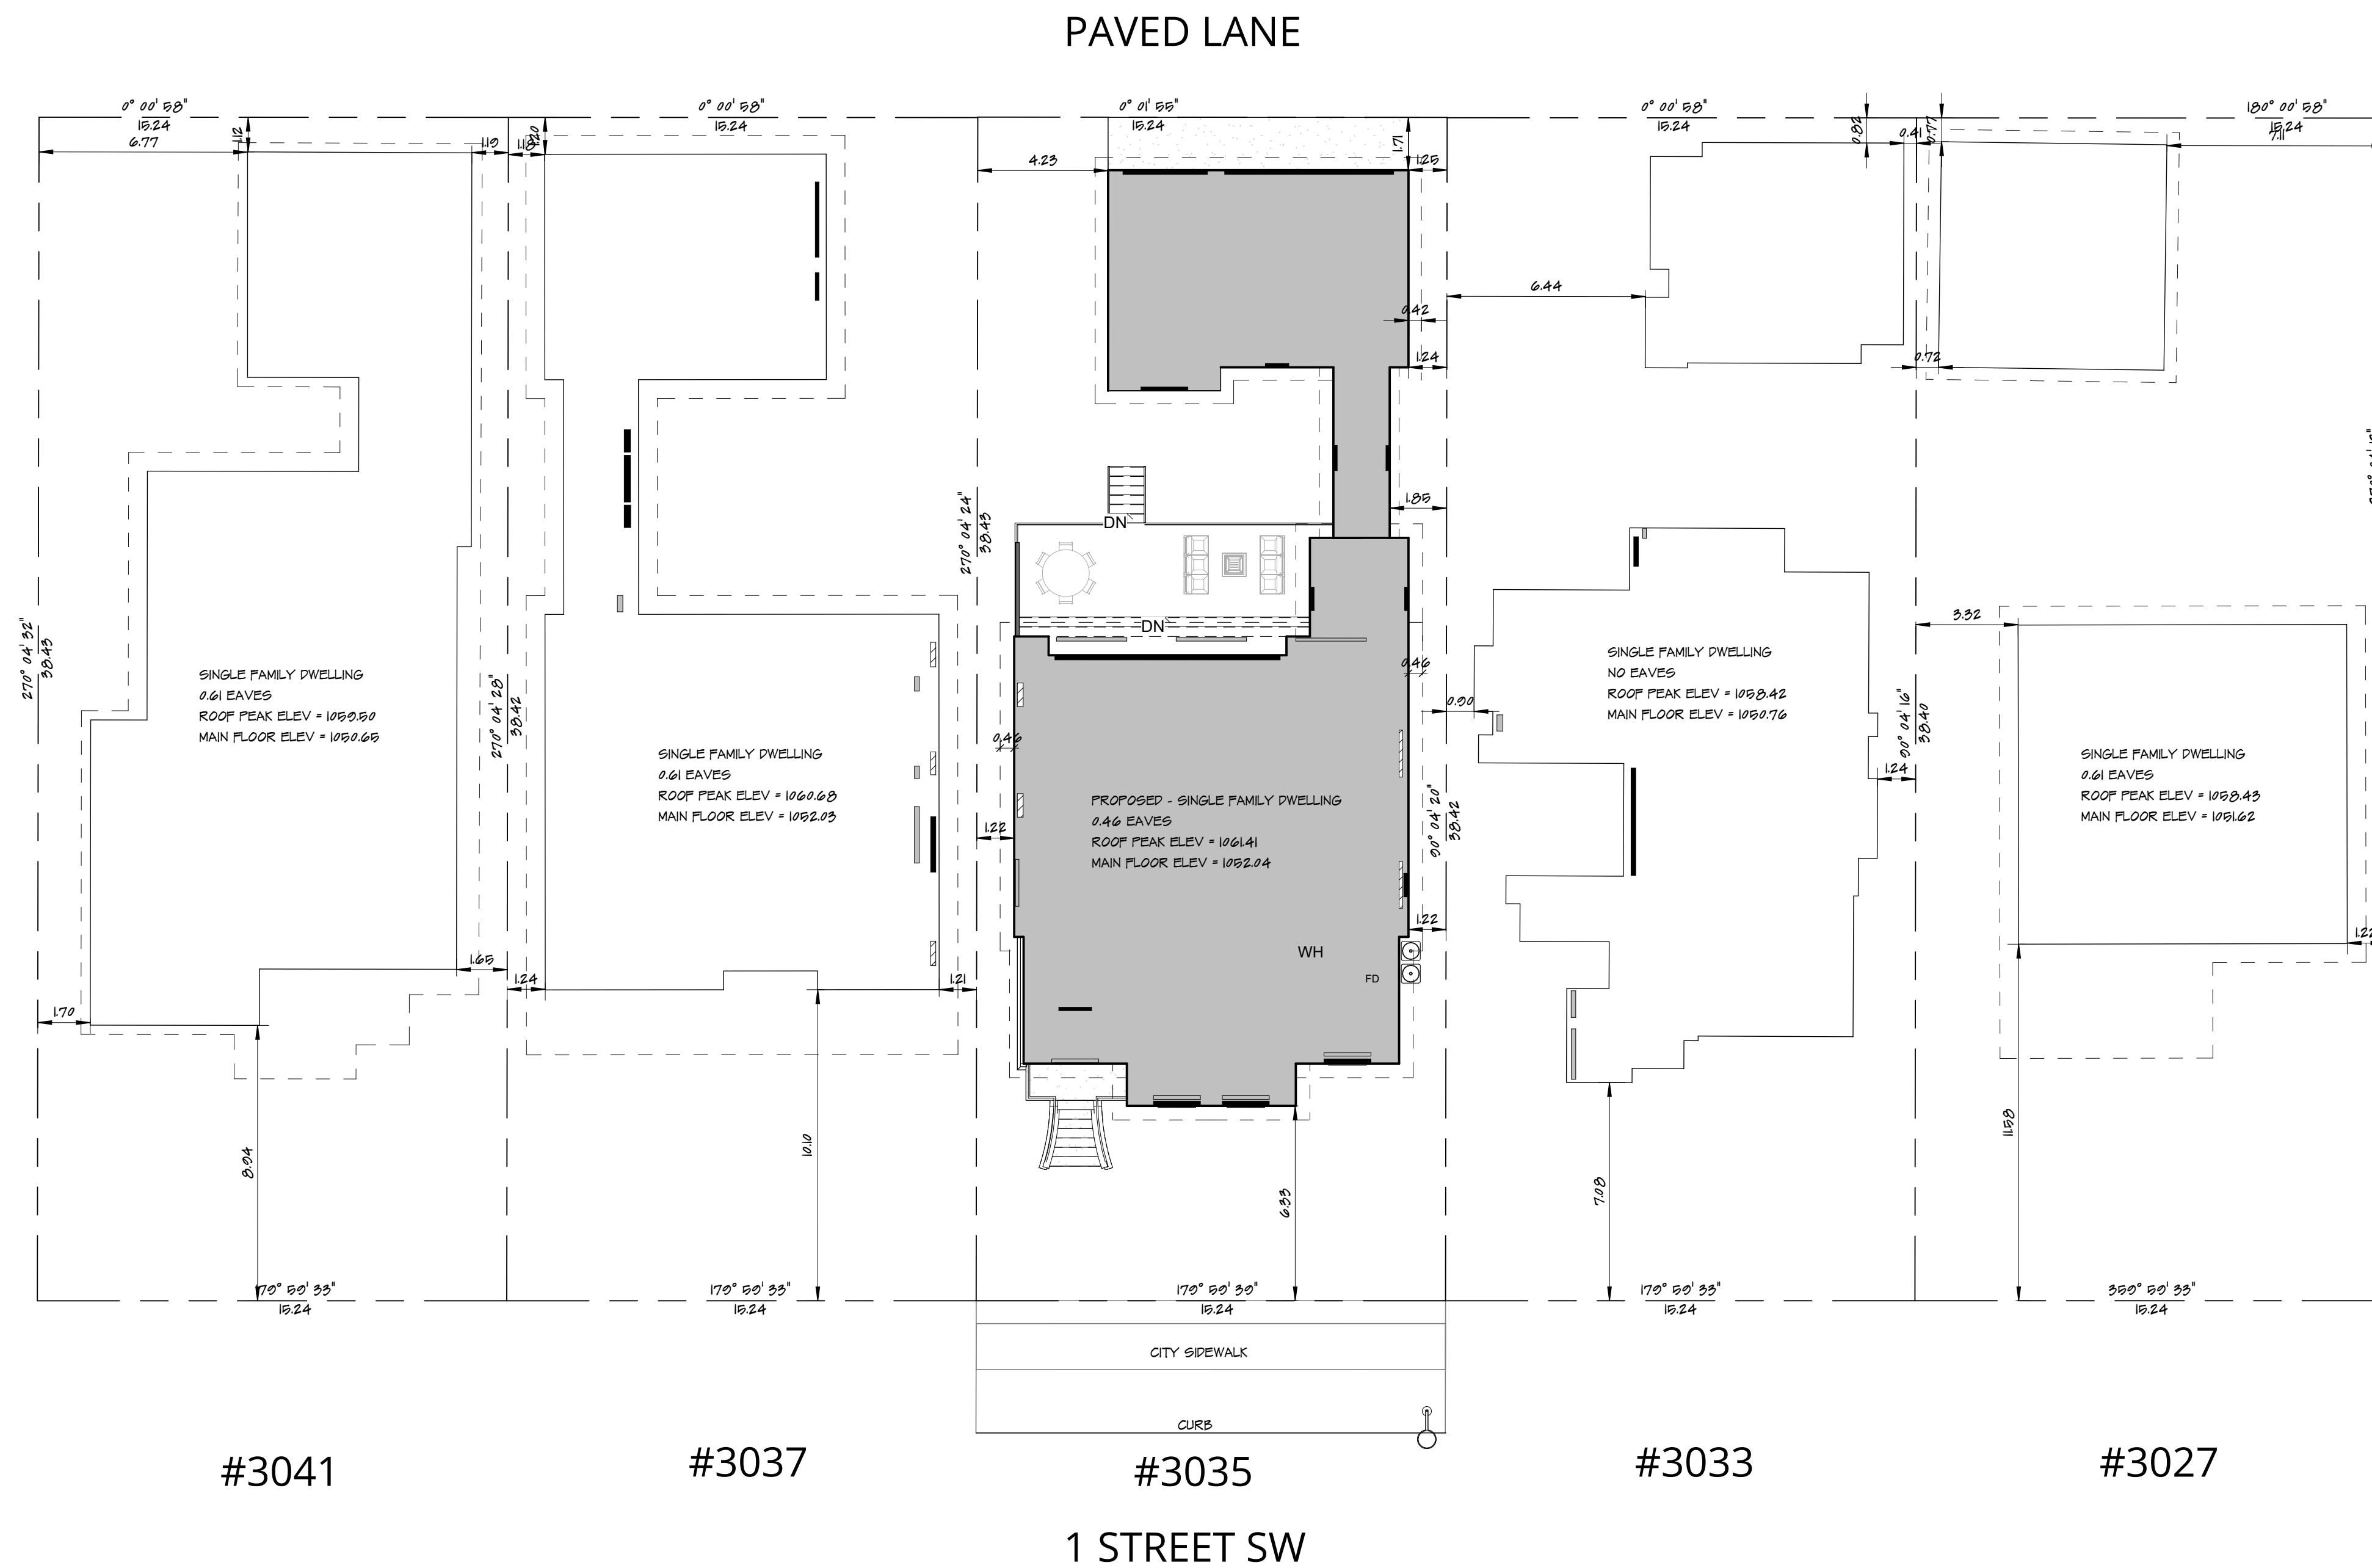 PAVED LANE
0° 00' 58"
15.24
6.77
1.12
1.19
0° 00' 58"
15.24
1.20
0° 01' 55"
15.24
4.23
1.71
1.25
0° 00' 58"
15.24
0.82
0.41
0.77
180° 00' 58"
15.24
7.11
6.44
0.42
1.24
0.72
1.85
DN
270° 04' 24"
38.43
DN
3.32
270° 04' 32"
38.43
SINGLE FAMILY DWELLING
0.61 EAVES
ROOF PEAK ELEV = 1059.50
MAIN FLOOR ELEV = 1050.65
270° 04' 28"
38.42
SINGLE FAMILY DWELLING
0.61 EAVES
ROOF PEAK ELEV = 1060.68
MAIN FLOOR ELEV = 1052.03
0.46
0.46
0.90
SINGLE FAMILY DWELLING
NO EAVES
ROOF PEAK ELEV = 1058.42
MAIN FLOOR ELEV = 1050.76
90° 04' 16"
38.40
1.24
SINGLE FAMILY DWELLING
0.61 EAVES
ROOF PEAK ELEV = 1058.43
MAIN FLOOR ELEV = 1051.62
1.22
PROPOSED - SINGLE FAMILY DWELLING
0.46 EAVES
ROOF PEAK ELEV = 1061.41
MAIN FLOOR ELEV = 1052.04
90° 04' 20"
38.42
1.22
1.22
WH
FD
1.65
1.24
1.21
1.70
8.94
10.10
6.33
7.08
11.58
179° 59' 33"
15.24
179° 59' 33"
15.24
179° 59' 39"
15.24
179° 59' 33"
15.24
359° 59' 33"
15.24
CITY SIDEWALK
CURB
#3041
#3037
#3035
#3033
#3027
1 STREET SW